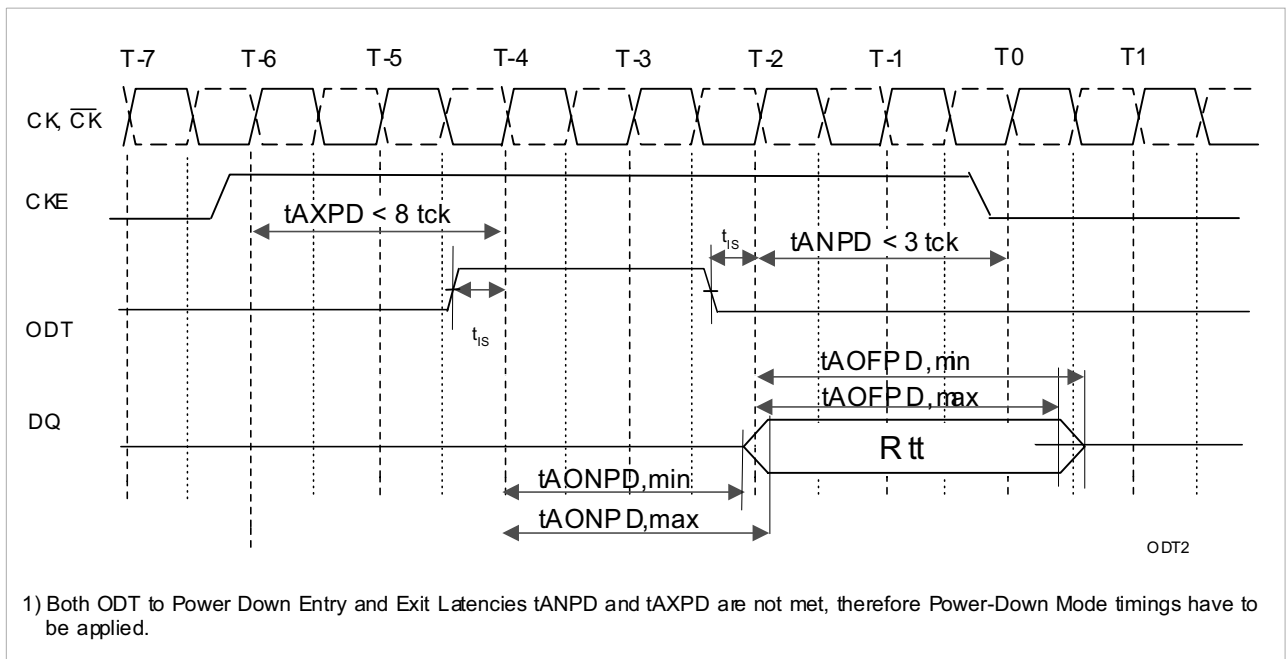 T-7 T-6 T-5 T-4 T-3 T-2 T-1 T0 T1
CK, C̅K̅
CKE
tAXPD < 8 tck
tIS
tANPD < 3 tck
ODT
tIS
tAOFPD,min
tAOFPD,max
DQ
Rtt
tAONPD,min
tAONPD,max
ODT2
1) Both ODT to Power Down Entry and Exit Latencies tANPD and tAXPD are not met, therefore Power-Down Mode timings have to
be applied.